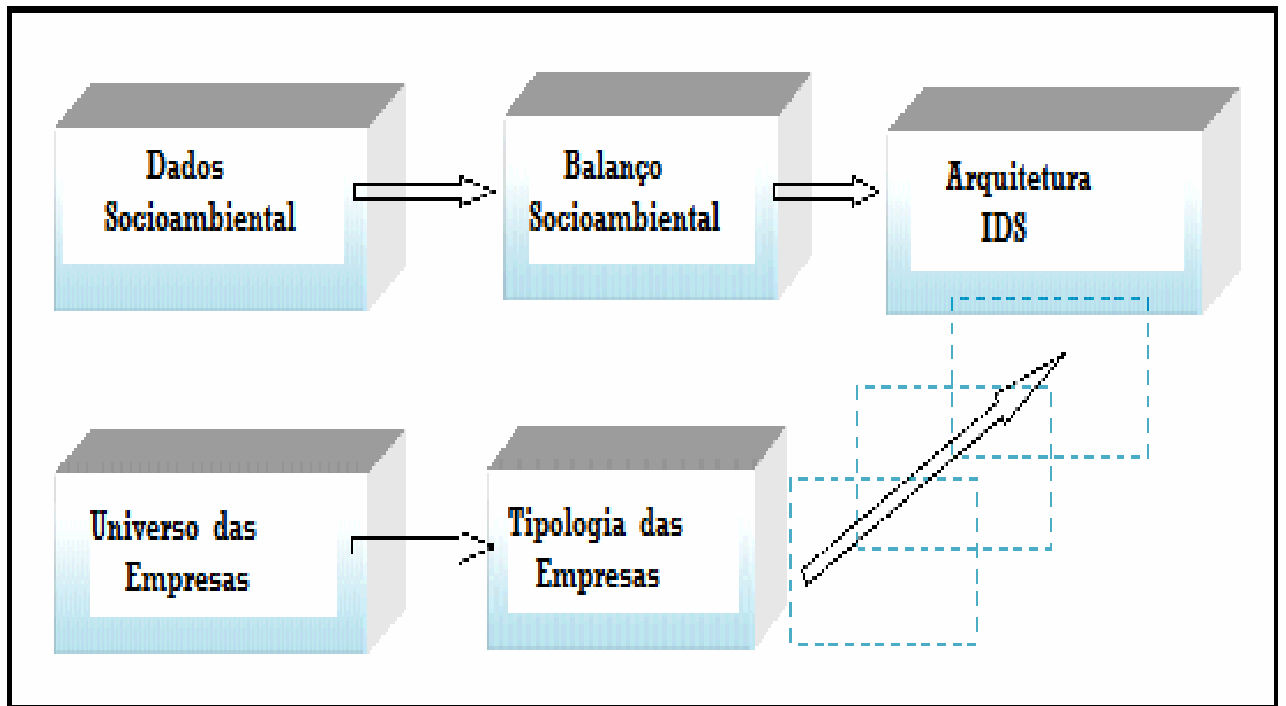 Dados
Socioambiental
Balanço
Socioambiental
Arquitetura
IDS
Universo das
Empresas
Tipologia das
Empresas